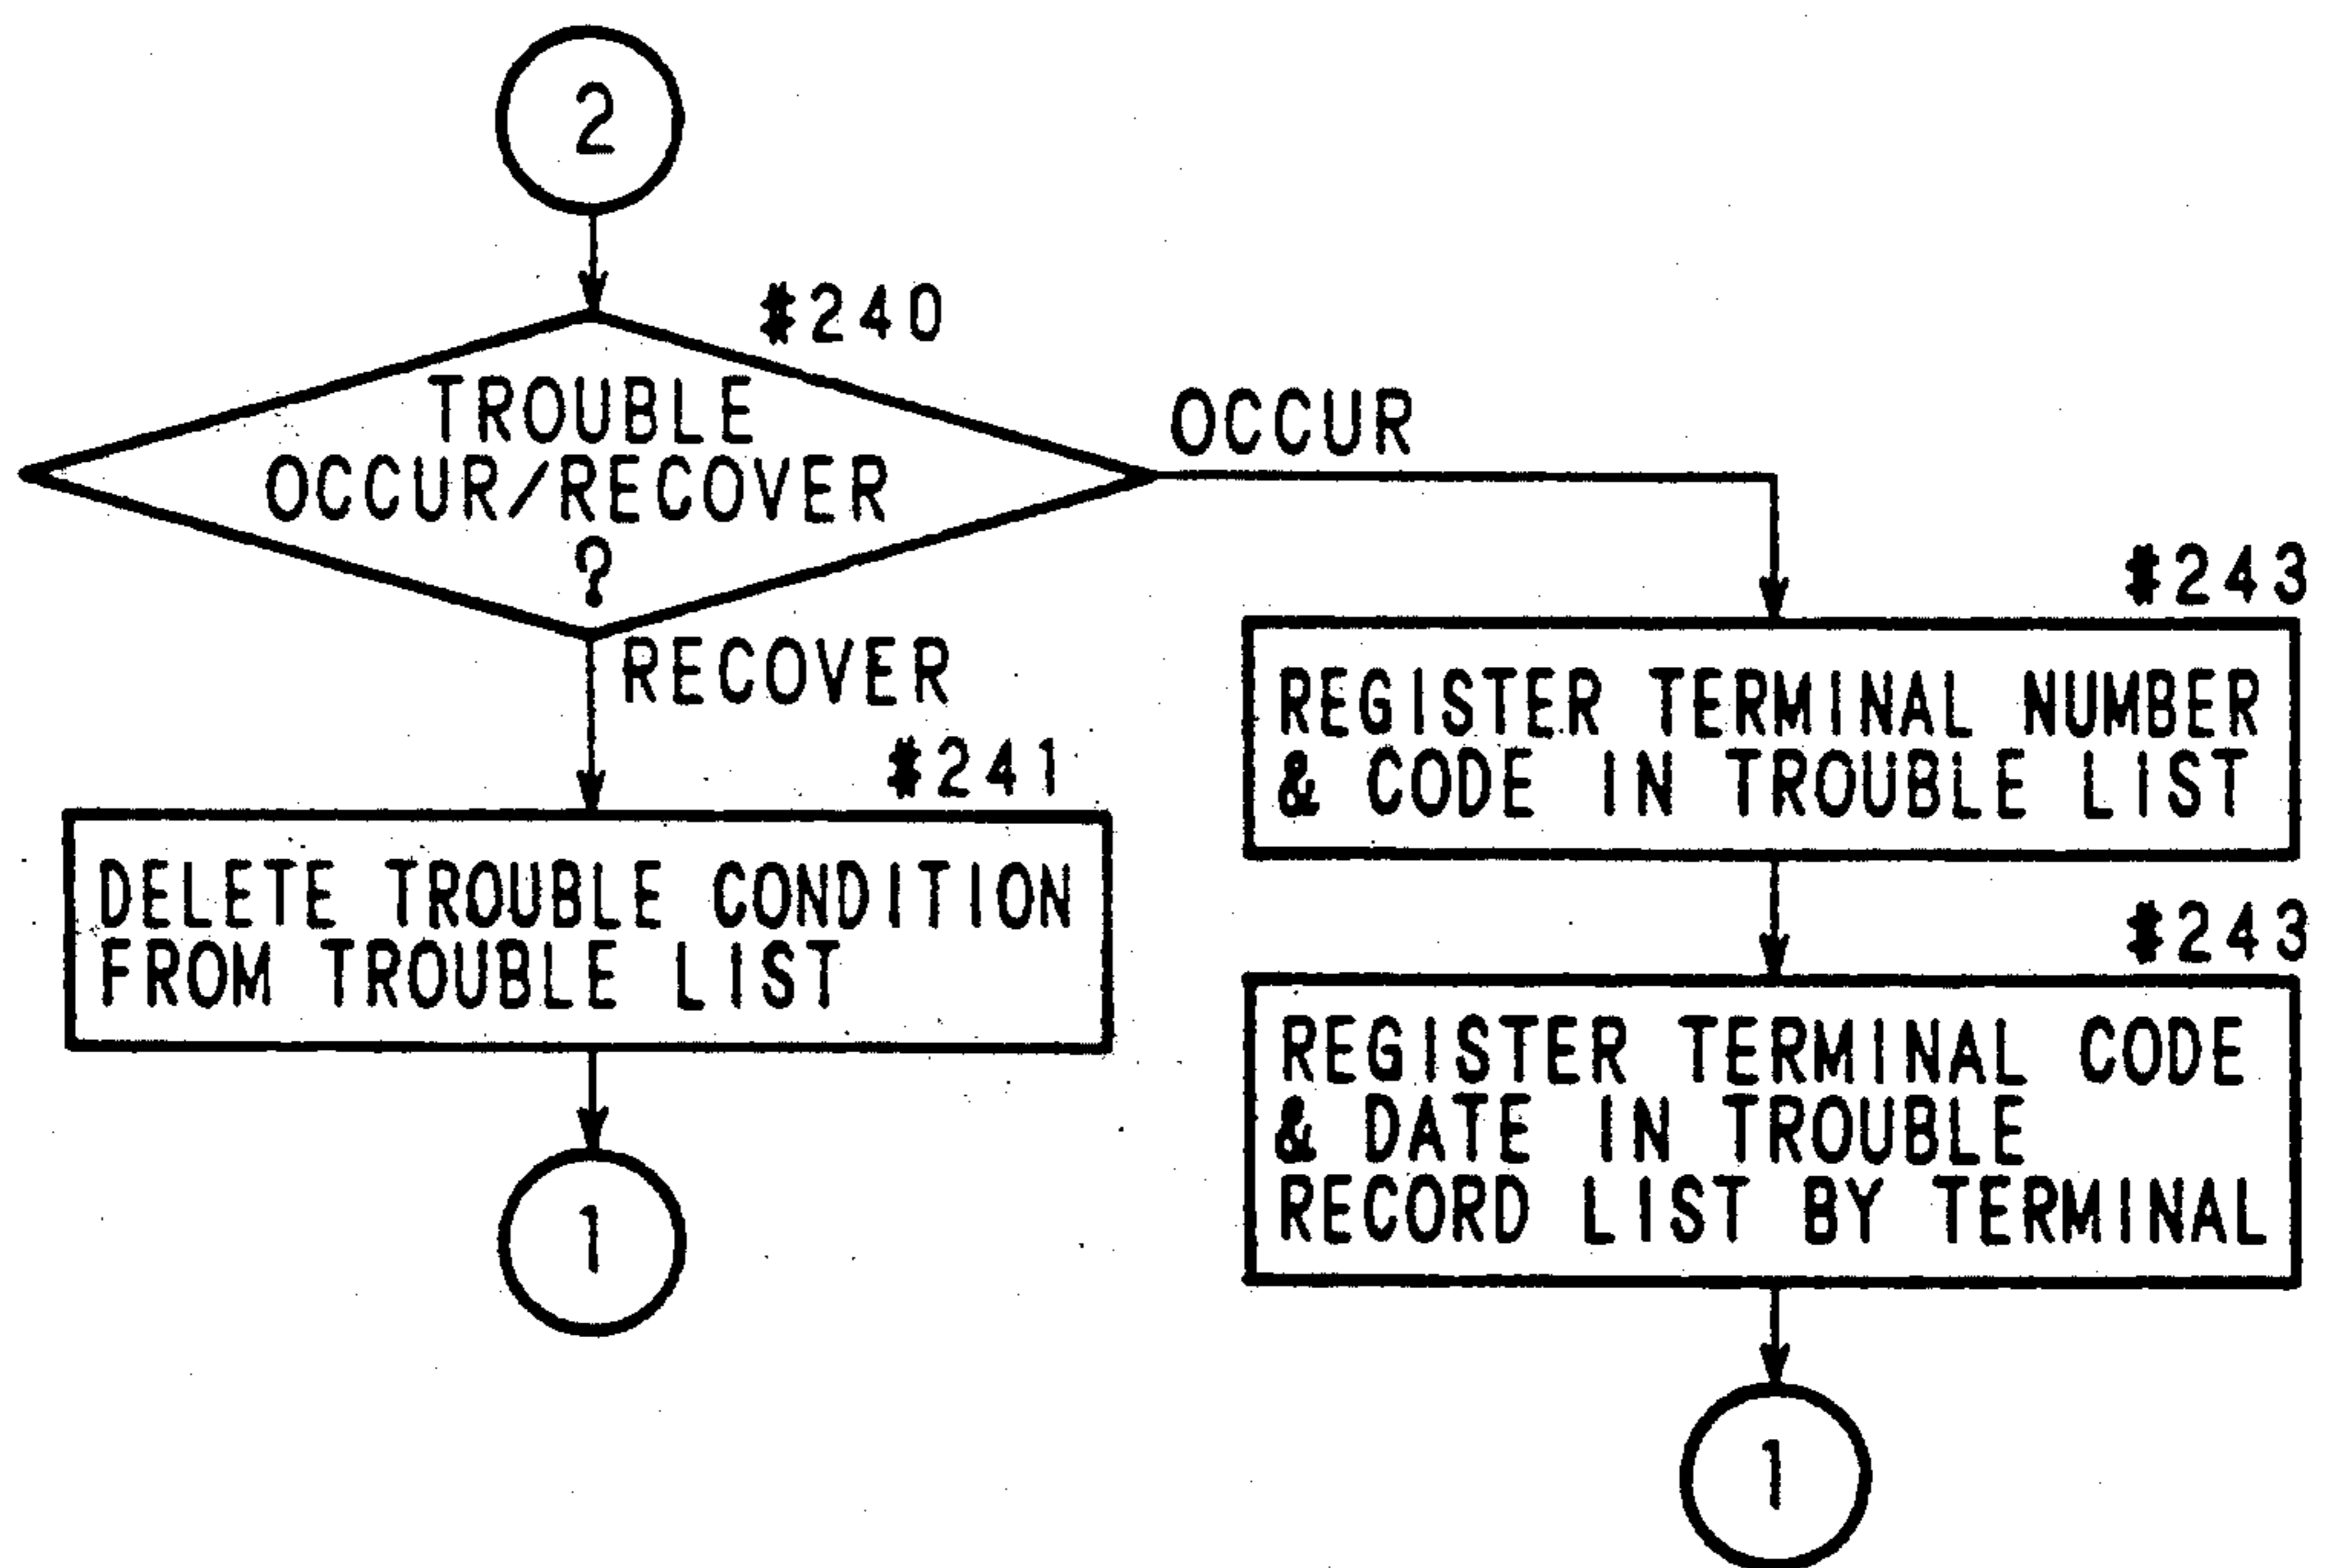 2
#240
TROUBLE
OCCUR/RECOVER
?
OCCUR
RECOVER
#241
DELETE TROUBLE CONDITION
FROM TROUBLE LIST
1
#243
REGISTER TERMINAL NUMBER
& CODE IN TROUBLE LIST
#243
REGISTER TERMINAL CODE
& DATE IN TROUBLE
RECORD LIST BY TERMINAL
1